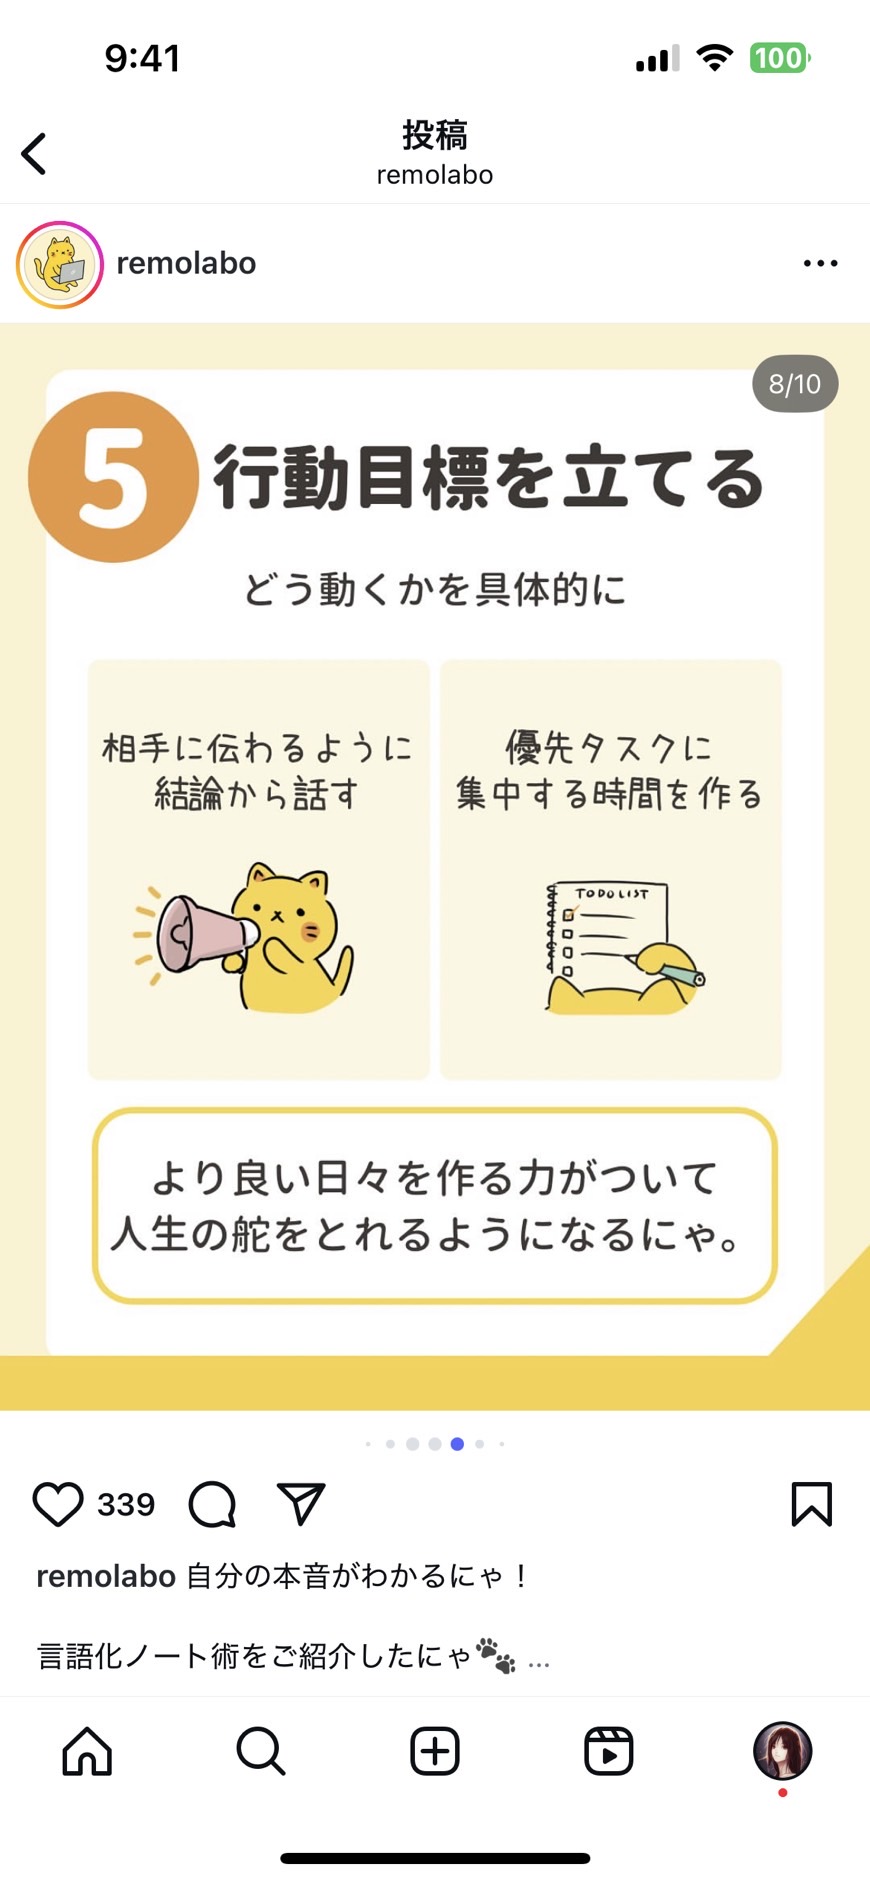 9:41
100
投稿
remolabo
remolabo
8/10
5 行動目標を立てる
どう動くかを具体的に
相手に伝わるように
結論から話す
優先タスクに
集中する時間を作る
TODOLIST
より良い日々を作る力がついて
人生の舵をとれるようになるにゃ。
339
remolabo 自分の本音がわかるにゃ！
言語化ノート術をご紹介したにゃ🐾 ...